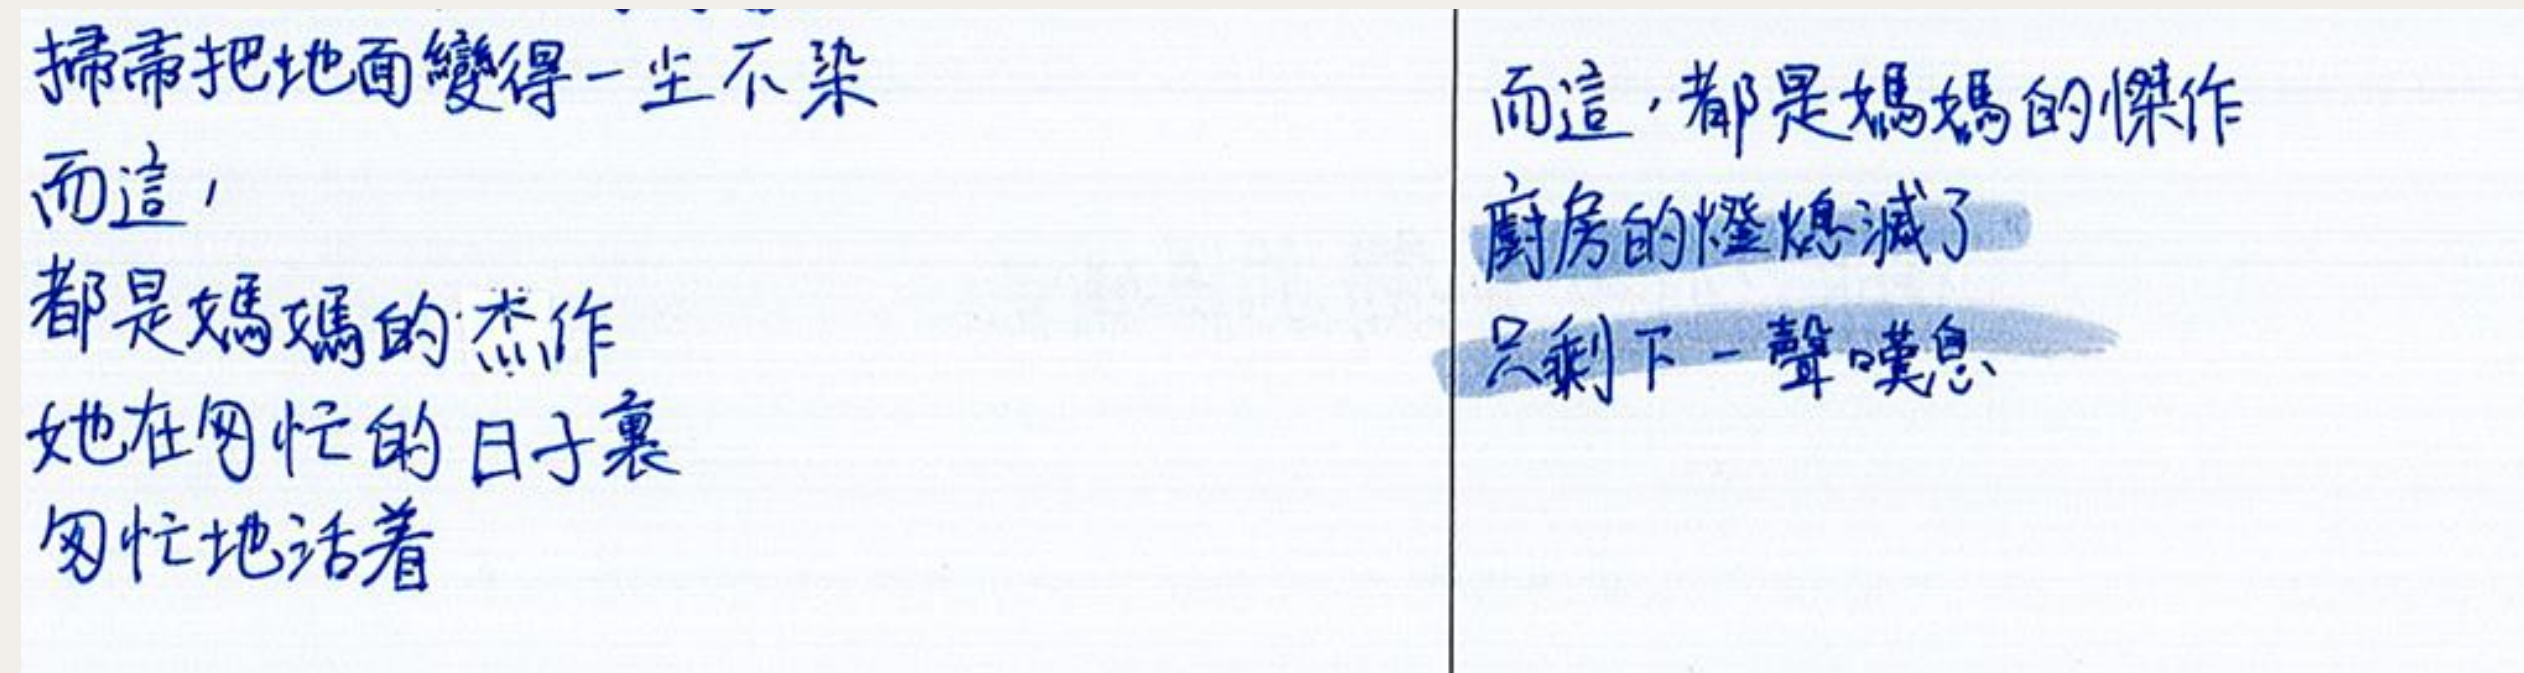 掃帚把地面變得一尘不染
而這，
都是媽媽的杰作
她在匆忙的日子裏
匆忙地活着
而這，都是媽媽的傑作
廚房的燈熄滅了
只剩下一聲嘆息